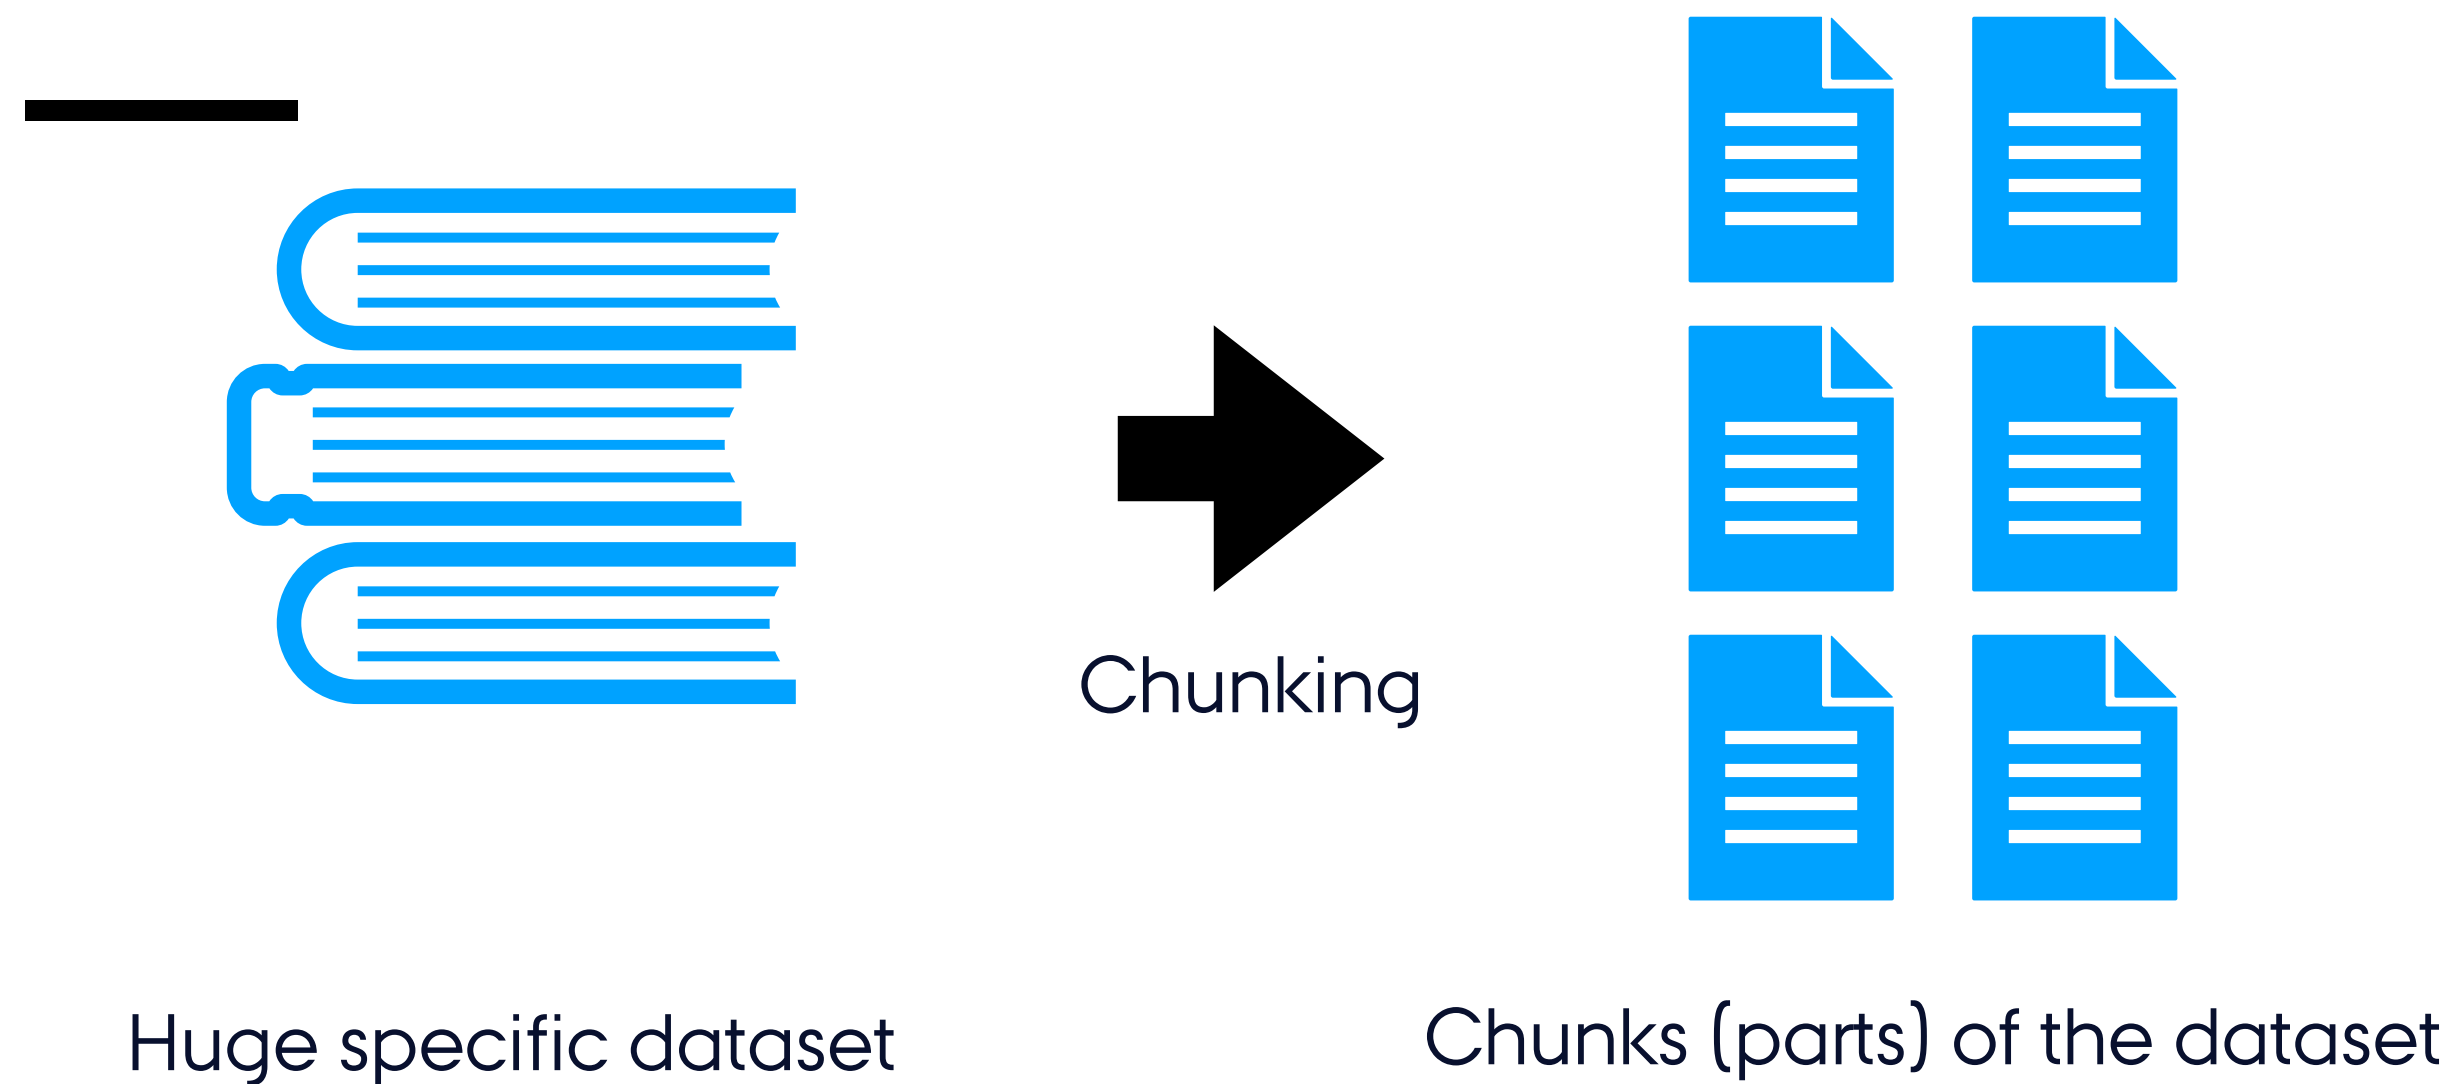 Chunking
Huge specific dataset
Chunks (parts) of the dataset